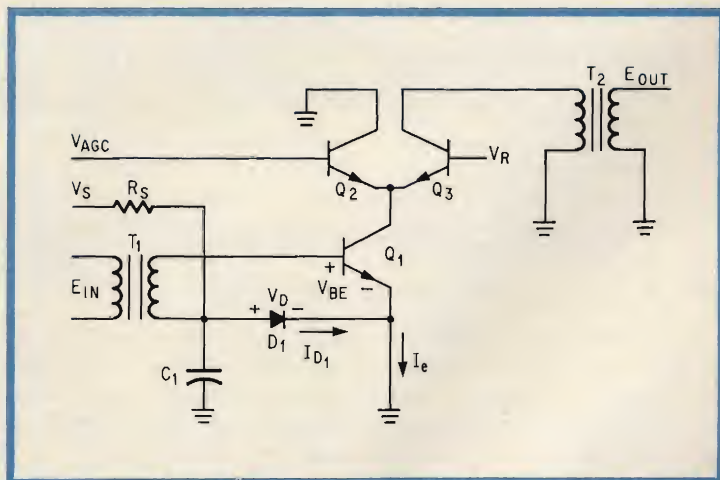 T2
EOUT
VAGC
VR
Q2
Q3
VS
RS
T1
Q1
+
VBE
-
EIN
+
VD
-
D1
ID1
Ie
C1